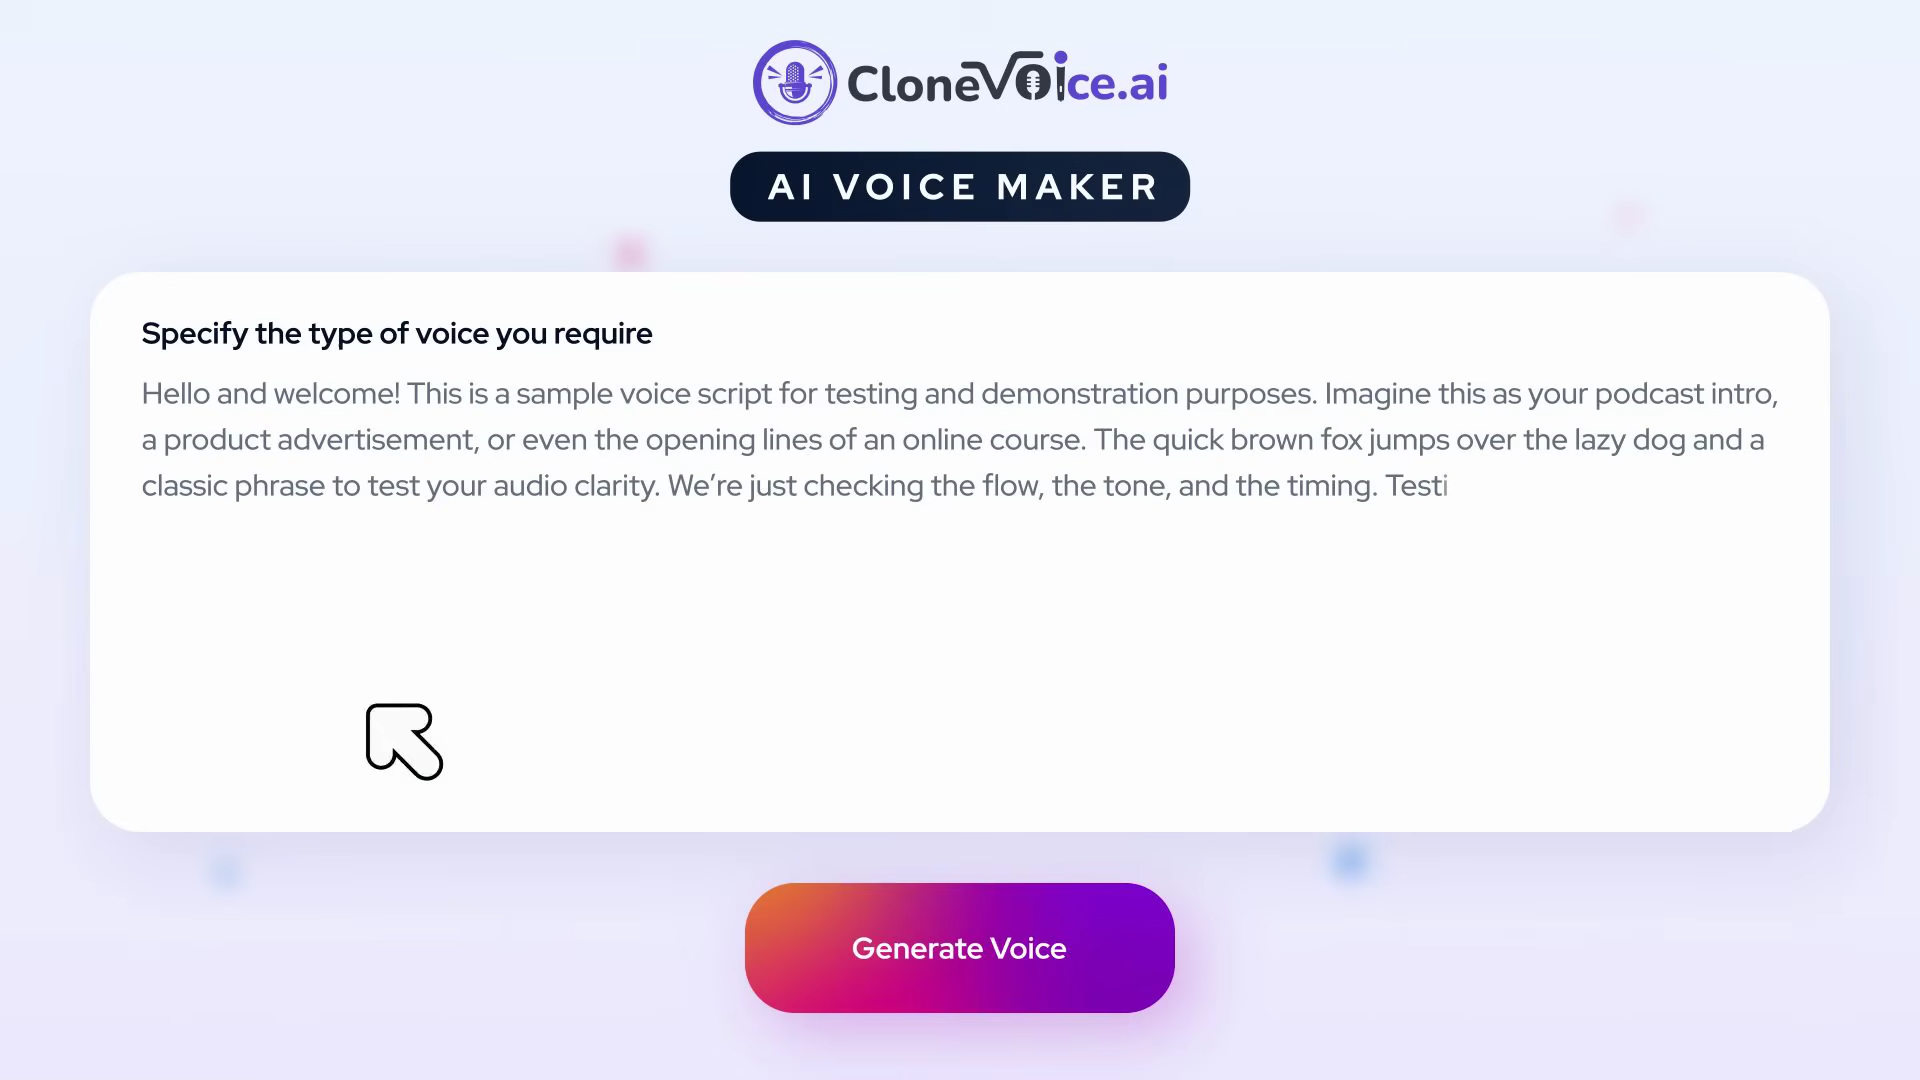 CloneVoice.ai
AI VOICE MAKER
Specify the type of voice you require
Hello and welcome! This is a sample voice script for testing and demonstration purposes. Imagine this as your podcast intro,
a product advertisement, or even the opening lines of an online course. The quick brown fox jumps over the lazy dog and a
classic phrase to test your audio clarity. We’re just checking the flow, the tone, and the timing. Testi
Generate Voice